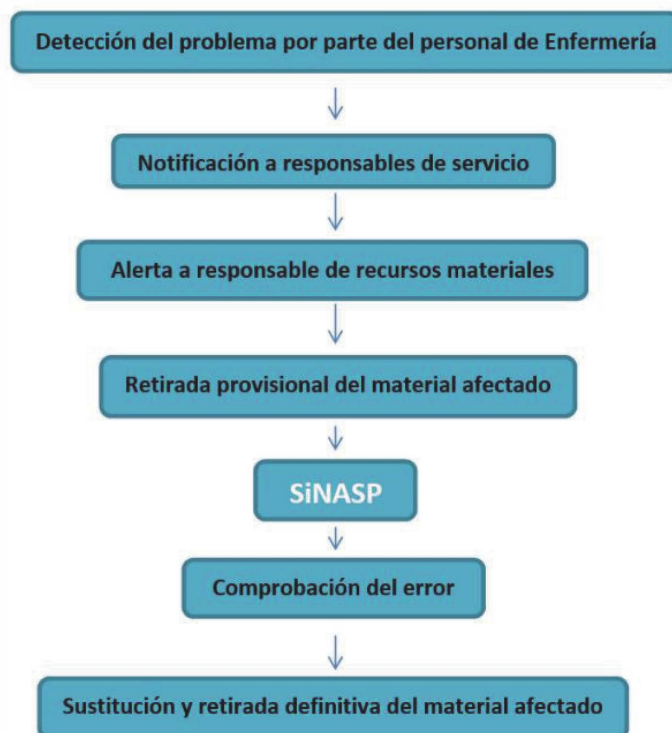 Detección del problema por parte del personal de Enfermería
Notificación a responsables de servicio
Alerta a responsable de recursos materiales
Retirada provisional del material afectado
SiNASP
Comprobación del error
Sustitución y retirada definitiva del material afectado